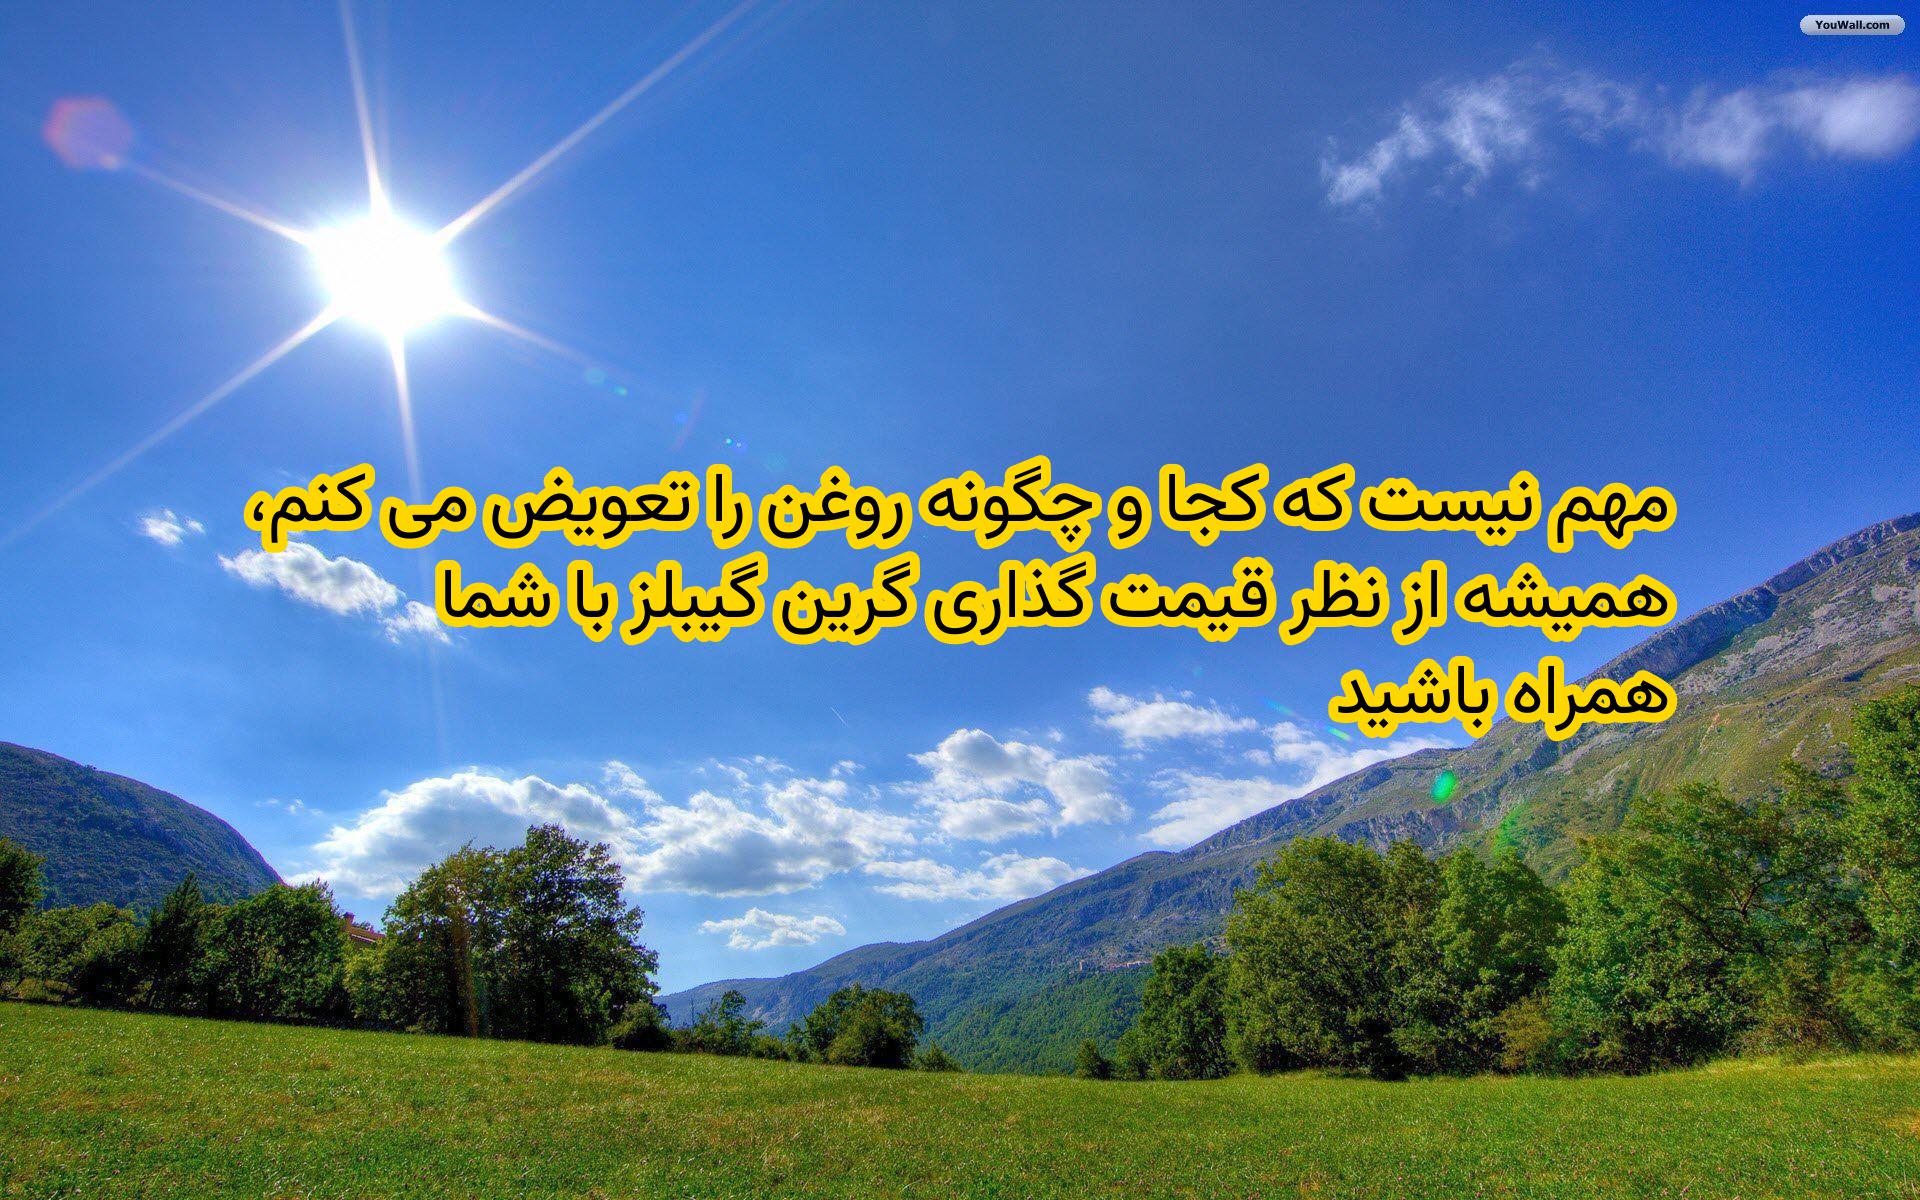 YouWall.com
مهم نیست که کجا و چگونه روغن را تعویض می کنم،
همیشه از نظر قیمت گذاری گرین گیبلز با شما
همراه باشید